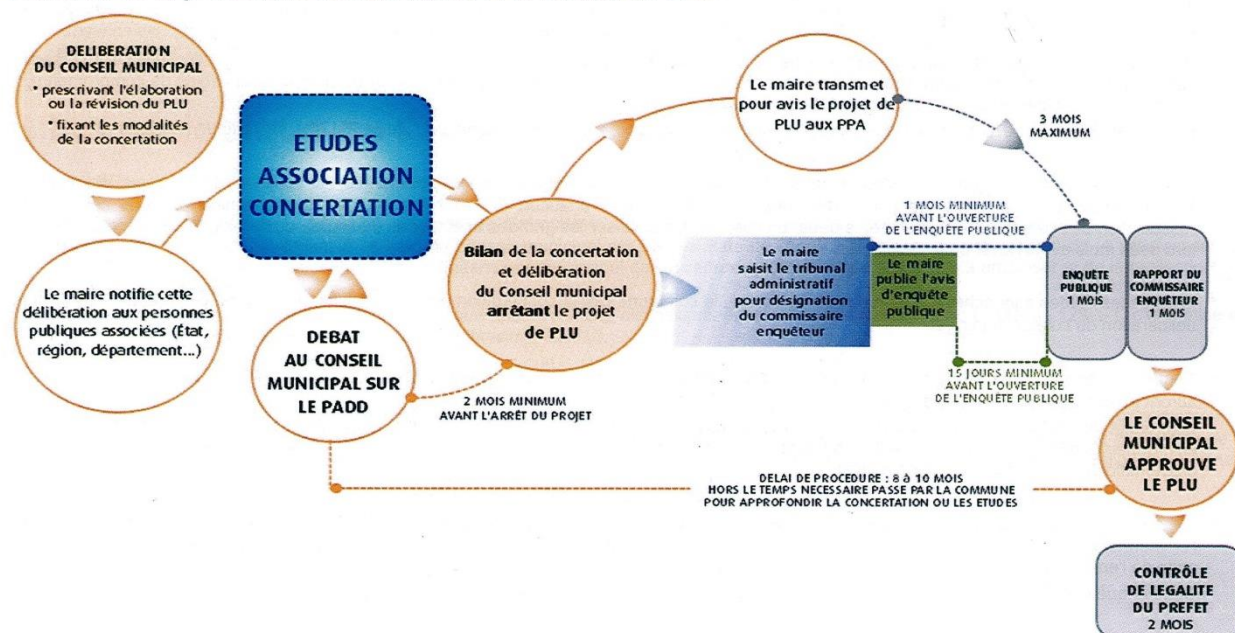 DELIBERATION
DU CONSEIL MUNICIPAL
* prescrivant l'élaboration
ou la révision du PLU
* fixant les modalités
de la concertation
Le maire notifie cette
délibération aux personnes
publiques associées (État,
région, département...)
ETUDES
ASSOCIATION
CONCERTATION
DEBAT
AU CONSEIL
MUNICIPAL SUR
LE PADD
2 MOIS MINIMUM
AVANT L'ARRÊT DU PROJET
Bilan de la concertation
et délibération
du Conseil municipal
arrêtant le projet
de PLU
Le maire transmet
pour avis le projet de
PLU aux PPA
3 MOIS
MAXIMUM
Le maire
saisit le tribunal
administratif
pour désignation
du commissaire
enquêteur
1 MOIS MINIMUM
AVANT L'OUVERTURE
DE L'ENQUÊTE PUBLIQUE
Le maire
publie l'avis
d'enquête
publique
15 JOURS MINIMUM
AVANT L'OUVERTURE
DE L'ENQUÊTE PUBLIQUE
ENQUÊTE
PUBLIQUE
1 MOIS
RAPPORT DU
COMMISSAIRE
ENQUÊTEUR
1 MOIS
LE CONSEIL
MUNICIPAL
APPROUVE
LE PLU
DELAI DE PROCEDURE : 8 à 10 MOIS
HORS LE TEMPS NECESSAIRE PASSE PAR LA COMMUNE
POUR APPROFONDIR LA CONCERTATION OU LES ETUDES
CONTRÔLE
DE LEGALITE
DU PREFET
2 MOIS